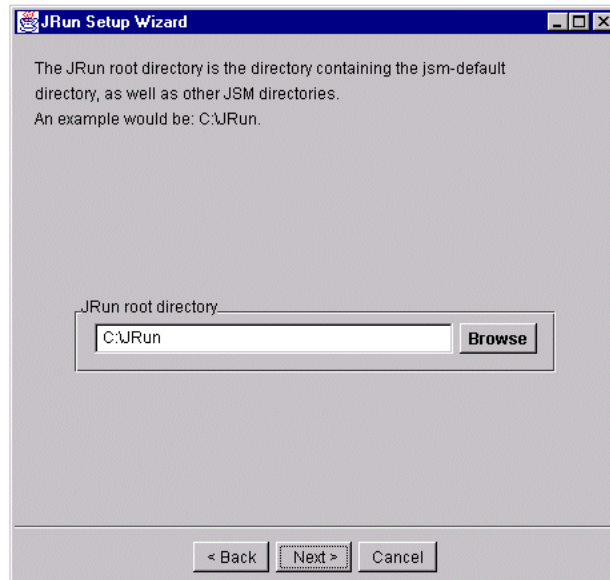 JRun Setup Wizard
The JRun root directory is the directory containing the jsm-default
directory, as well as other JSM directories.
An example would be: C:\JRun.
JRun root directory
C:\JRun
Browse
< Back
Next >
Cancel